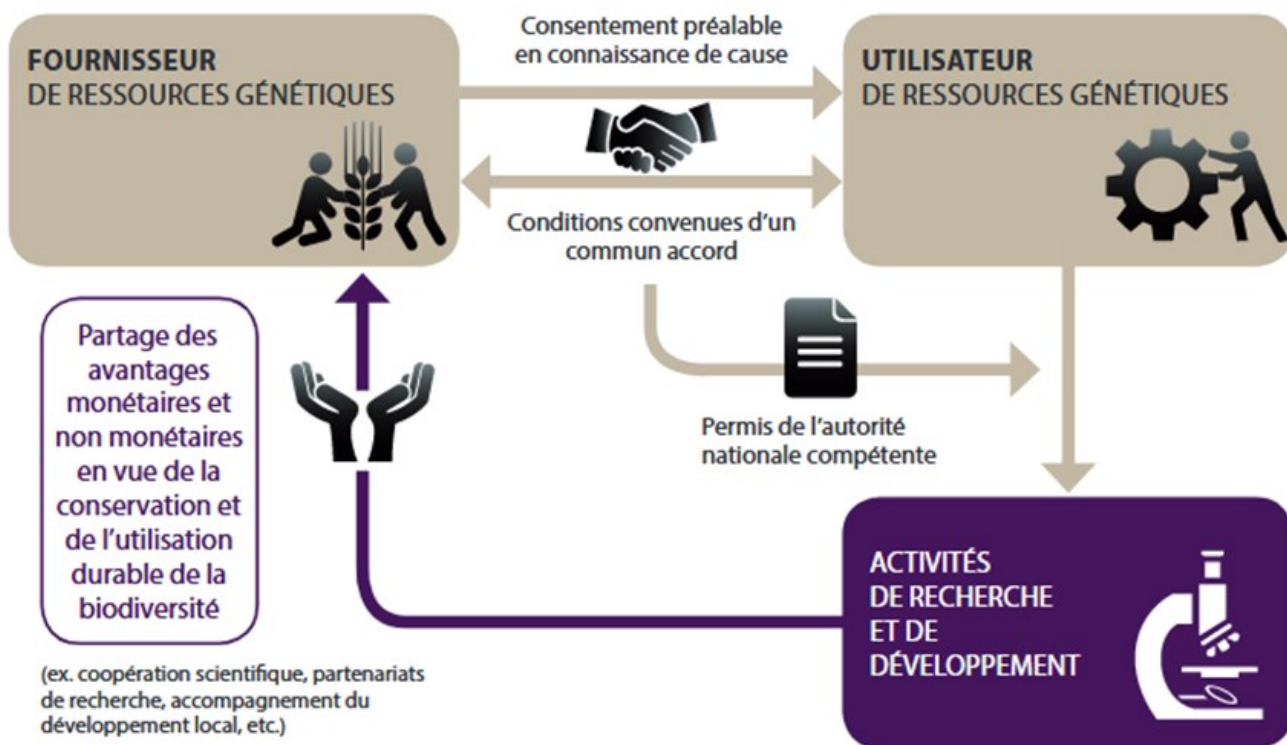 FOURNISSEUR
DE RESSOURCES GÉNÉTIQUES
Consentement préalable
en connaissance de cause
UTILISATEUR
DE RESSOURCES GÉNÉTIQUES
Conditions convenues d’un
commun accord
Permis de l’autorité
nationale compétente
Partage des
avantages
monétaires et
non monétaires
en vue de la
conservation et
de l’utilisation
durable de la
biodiversité
(ex. coopération scientifique, partenariats
de recherche, accompagnement du
développement local, etc.)
ACTIVITÉS
DE RECHERCHE
ET DE
DÉVELOPPEMENT